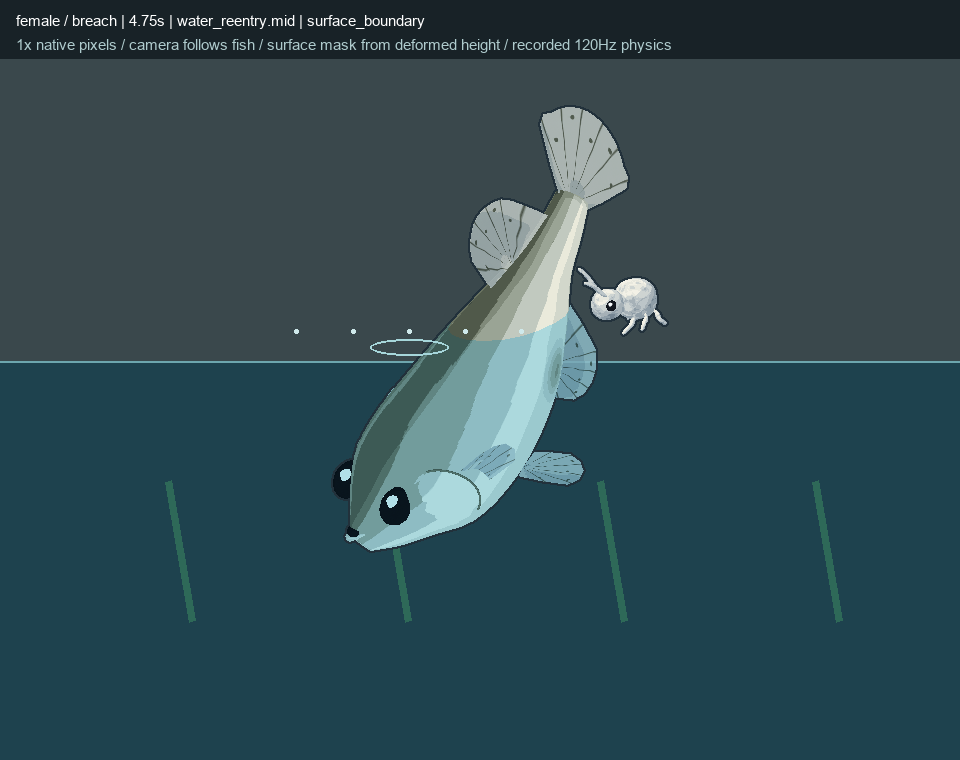 female / breach | 4.75s | water_reentry.mid | surface_boundary
1x native pixels / camera follows fish / surface mask from deformed height / recorded 120Hz physics